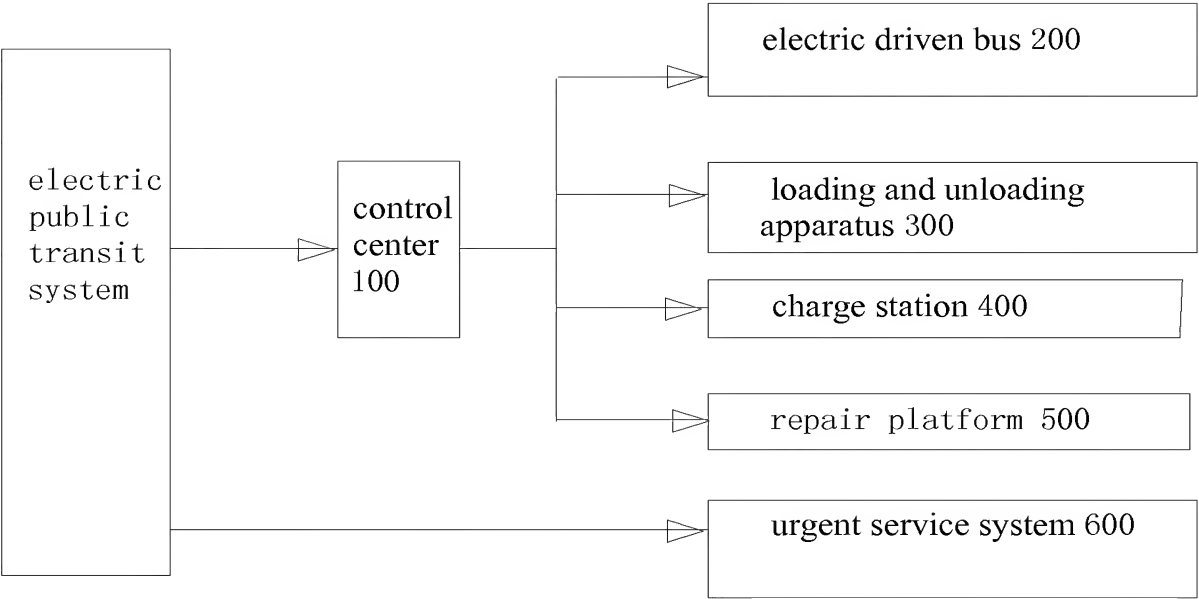 electric
public
transit
system
control
center
100
electric driven bus 200
loading and unloading
apparatus 300
charge station 400
repair platform 500
urgent service system 600